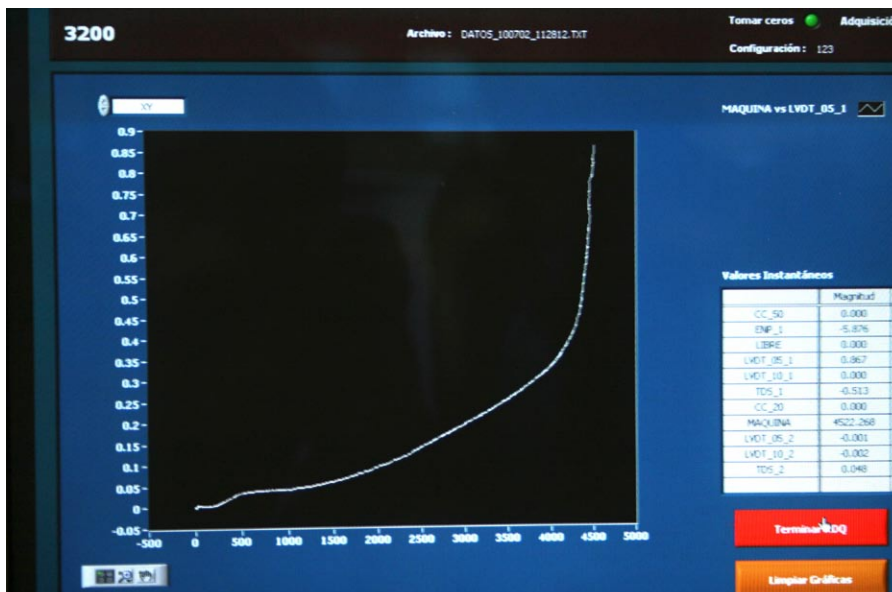 3200
Archivo : DATOS_100702_112812.TXT
Tomar ceros Adquisició
Configuración : 123
XY
MAQUINA vs LVDT_05_1
0.9
0.85
0.8
0.75
0.7
0.65
0.6
0.55
0.5
0.45
0.4
0.35
0.3
0.25
0.2
0.15
0.1
0.05
0
-0.05
-500 0 500 1000 1500 2000 2500 3000 3500 4000 4500 5000
Valores Instantáneos
Magnitud
CC_50 0.000
ENP_1 -5.876
LIBRE 0.000
LVDT_05_1 0.867
LVDT_10_1 0.000
TDS_1 -0.513
CC_20 0.000
MAQUINA 4522.268
LVDT_05_2 -0.001
LVDT_10_2 -0.002
TDS_2 0.048
Terminar RDQ
Limpiar Gráficas